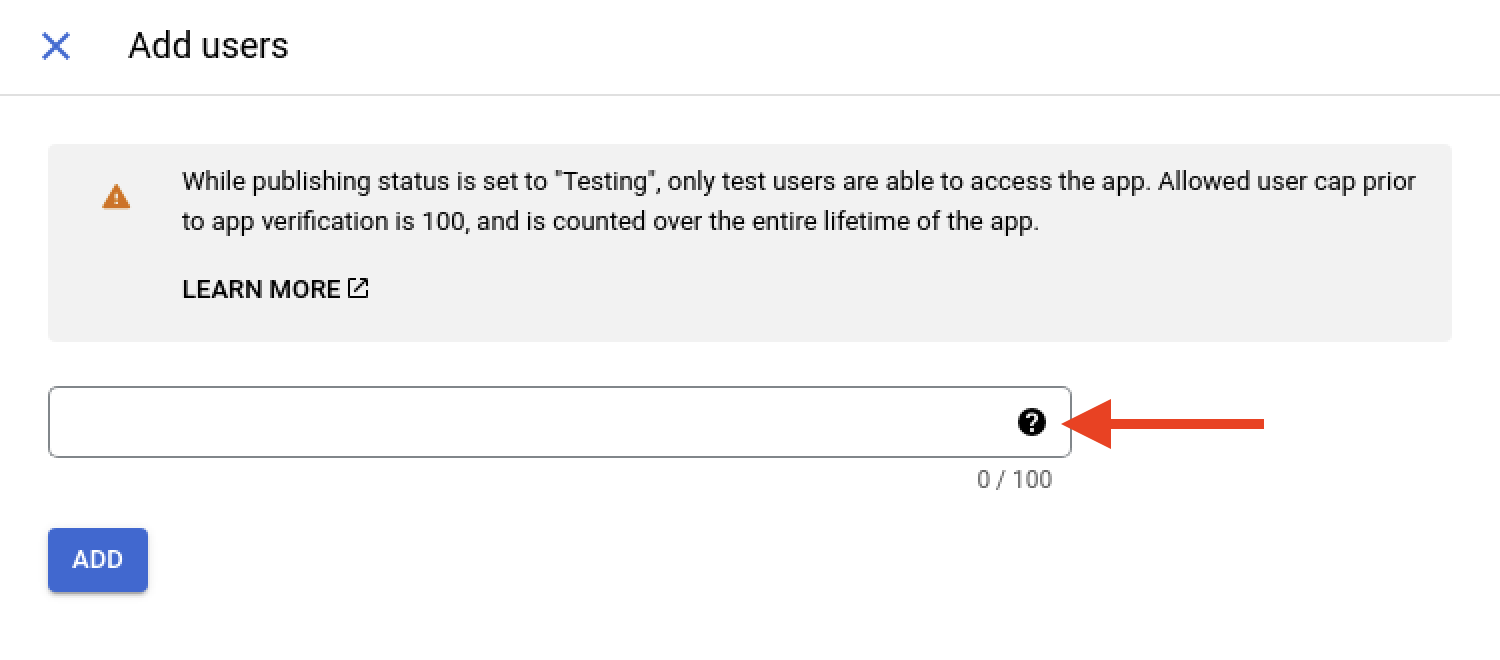 Add users
While publishing status is set to "Testing", only test users are able to access the app. Allowed user cap prior
to app verification is 100, and is counted over the entire lifetime of the app.
LEARN MORE
0 / 100
ADD